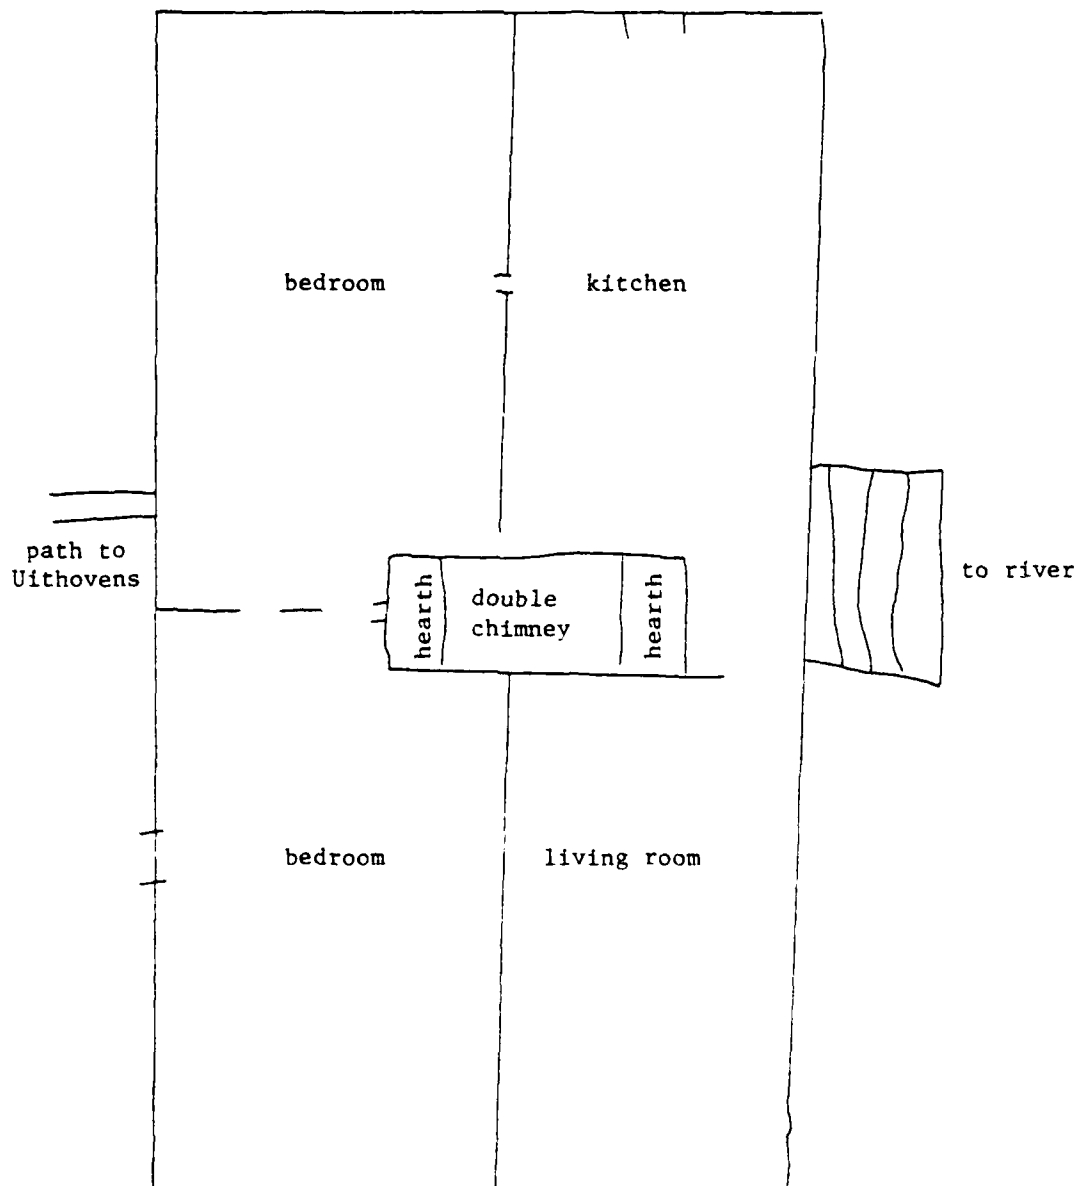 bedroom
kitchen
path to
Uithovens
hearth
double
chimney
hearth
to river
bedroom
living room